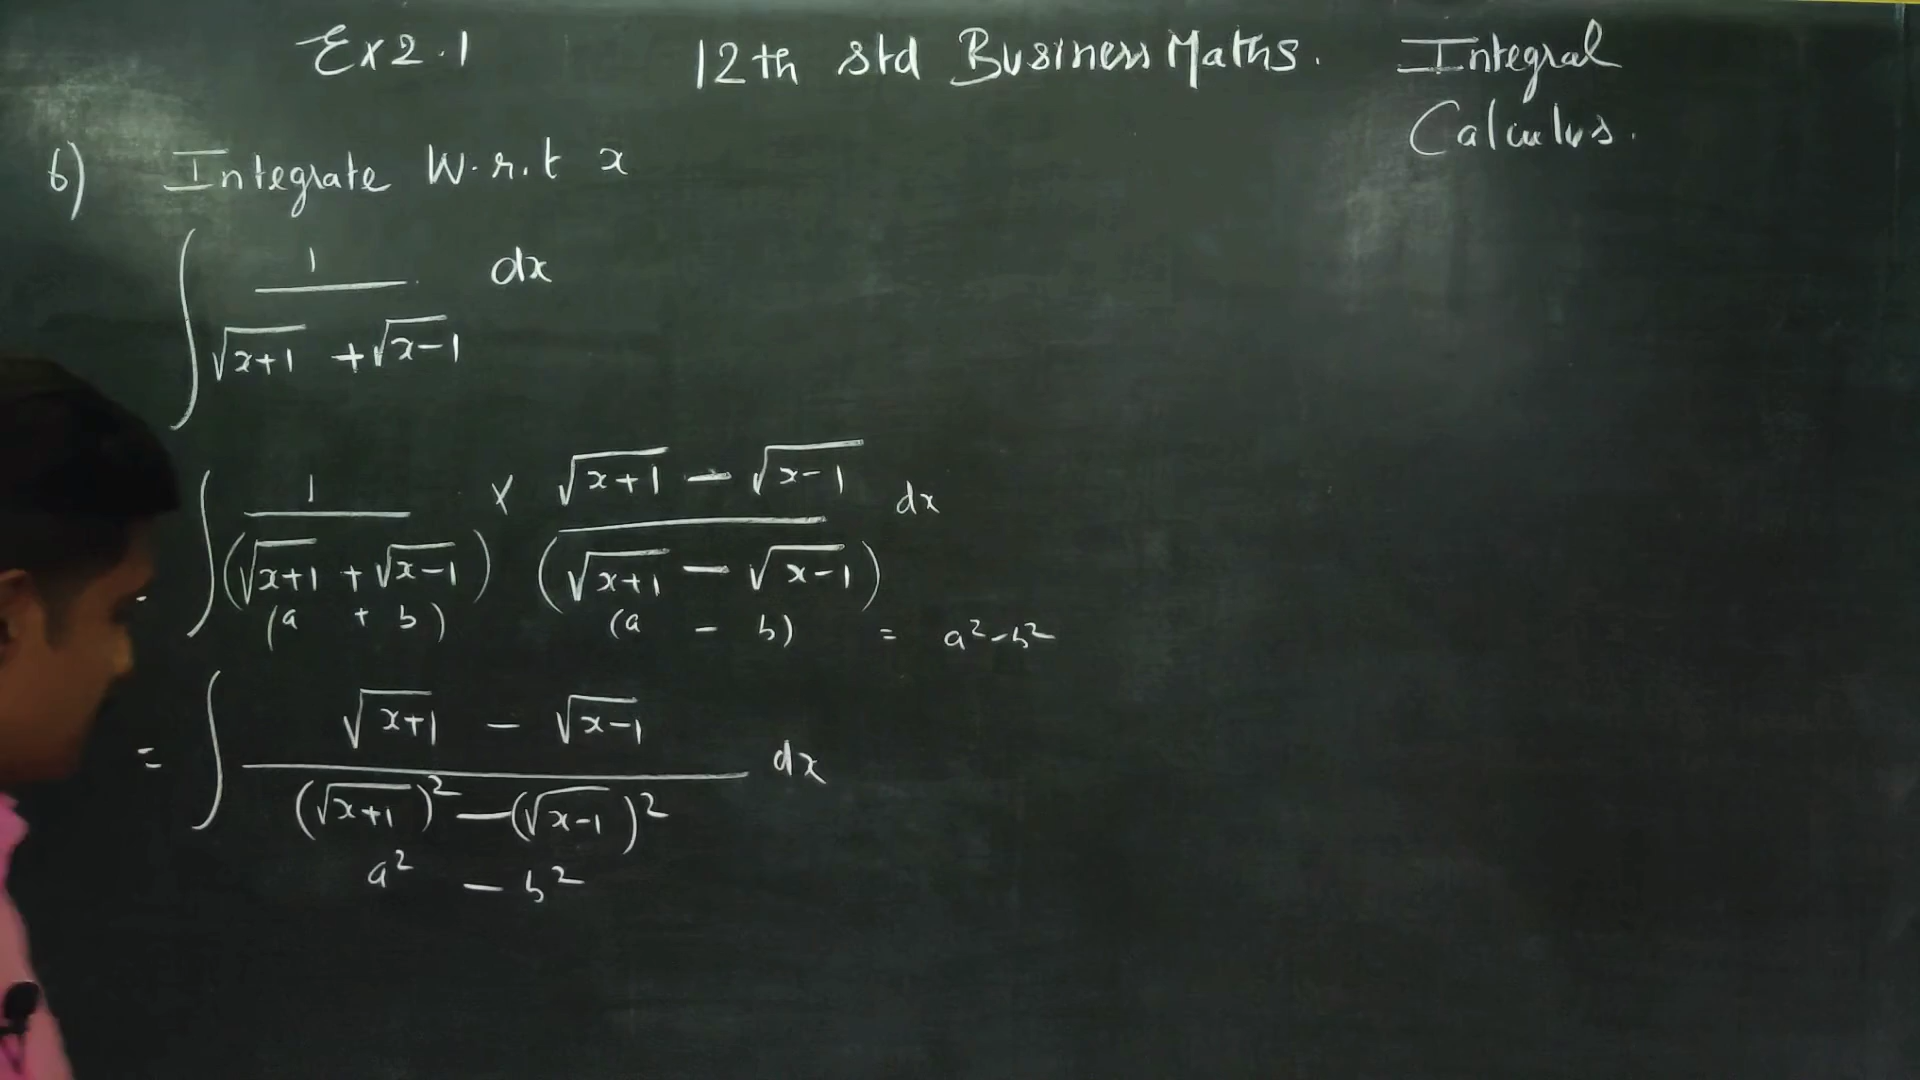 Ex 2.1 12th std Business Maths. Integral
Calculus.
6) Integrate w.r.t x
∫ 1 / (√(x+1) + √(x-1)) dx
∫ 1 / (√(x+1) + √(x-1)) × (√(x+1) - √(x-1)) / (√(x+1) - √(x-1)) dx
(a + b) (a - b) = a² - b²
= ∫ (√(x+1) - √(x-1)) / ((√(x+1))² - (√(x-1))²) dx
a² - b²